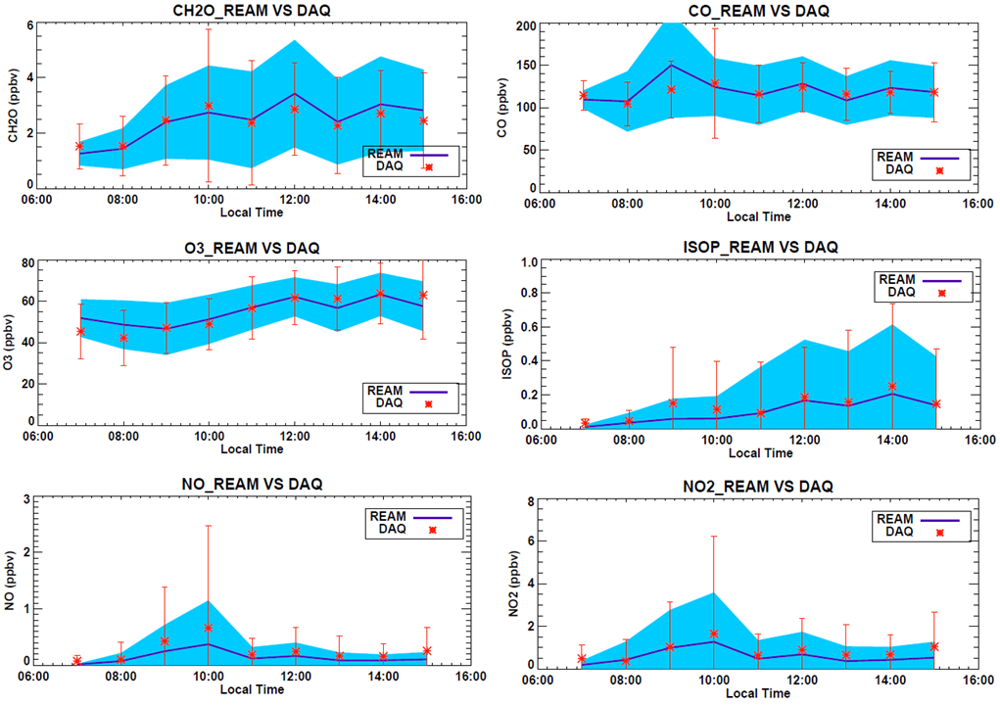 CH2O_REAM VS DAQ
CH2O (ppbv)
6
4
2
0
REAM
DAQ
06:00 08:00 10:00 12:00 14:00 16:00
Local Time
CO_REAM VS DAQ
CO (ppbv)
200
150
100
50
0
REAM
DAQ
06:00 08:00 10:00 12:00 14:00 16:00
Local Time
O3_REAM VS DAQ
O3 (ppbv)
80
60
40
20
0
REAM
DAQ
06:00 08:00 10:00 12:00 14:00 16:00
Local Time
ISOP_REAM VS DAQ
ISOP (ppbv)
1.0
0.8
0.6
0.4
0.2
0.0
REAM
DAQ
06:00 08:00 10:00 12:00 14:00 16:00
Local Time
NO_REAM VS DAQ
NO (ppbv)
3
2
1
0
REAM
DAQ
06:00 08:00 10:00 12:00 14:00 16:00
Local Time
NO2_REAM VS DAQ
NO2 (ppbv)
8
6
4
2
0
REAM
DAQ
06:00 08:00 10:00 12:00 14:00 16:00
Local Time